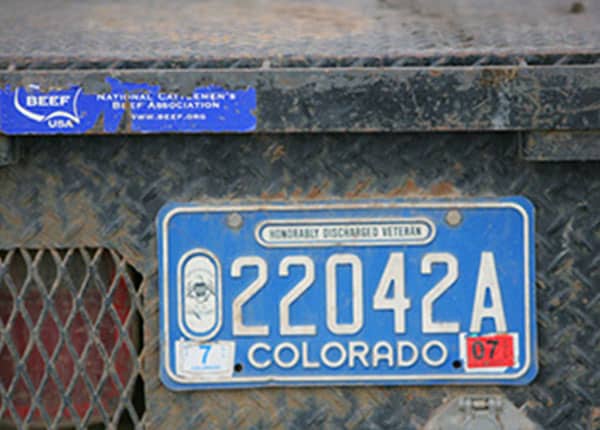 BEEF
USA
NATIONAL CATTLEMEN'S
BEEF ASSOCIATION
WWW.BEEF.ORG
HONORABLY DISCHARGED VETERAN
22042A
7
COLORADO
07